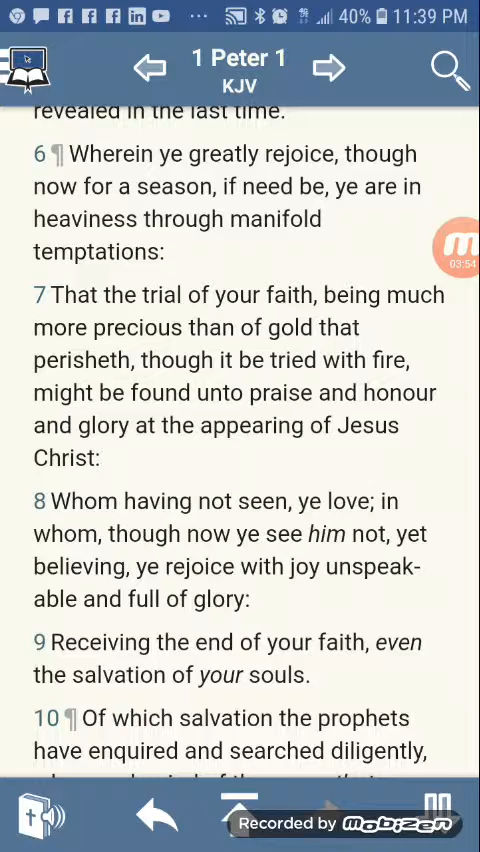 40% 11:39 PM
1 Peter 1
KJV
revealed in the last time.
6 ¶ Wherein ye greatly rejoice, though
now for a season, if need be, ye are in
heaviness through manifold
temptations:
03:54
7 That the trial of your faith, being much
more precious than of gold that
perisheth, though it be tried with fire,
might be found unto praise and honour
and glory at the appearing of Jesus
Christ:
8 Whom having not seen, ye love; in
whom, though now ye see him not, yet
believing, ye rejoice with joy unspeak-
able and full of glory:
9 Receiving the end of your faith, even
the salvation of your souls.
10 ¶ Of which salvation the prophets
have enquired and searched diligently,
Recorded by mobizen